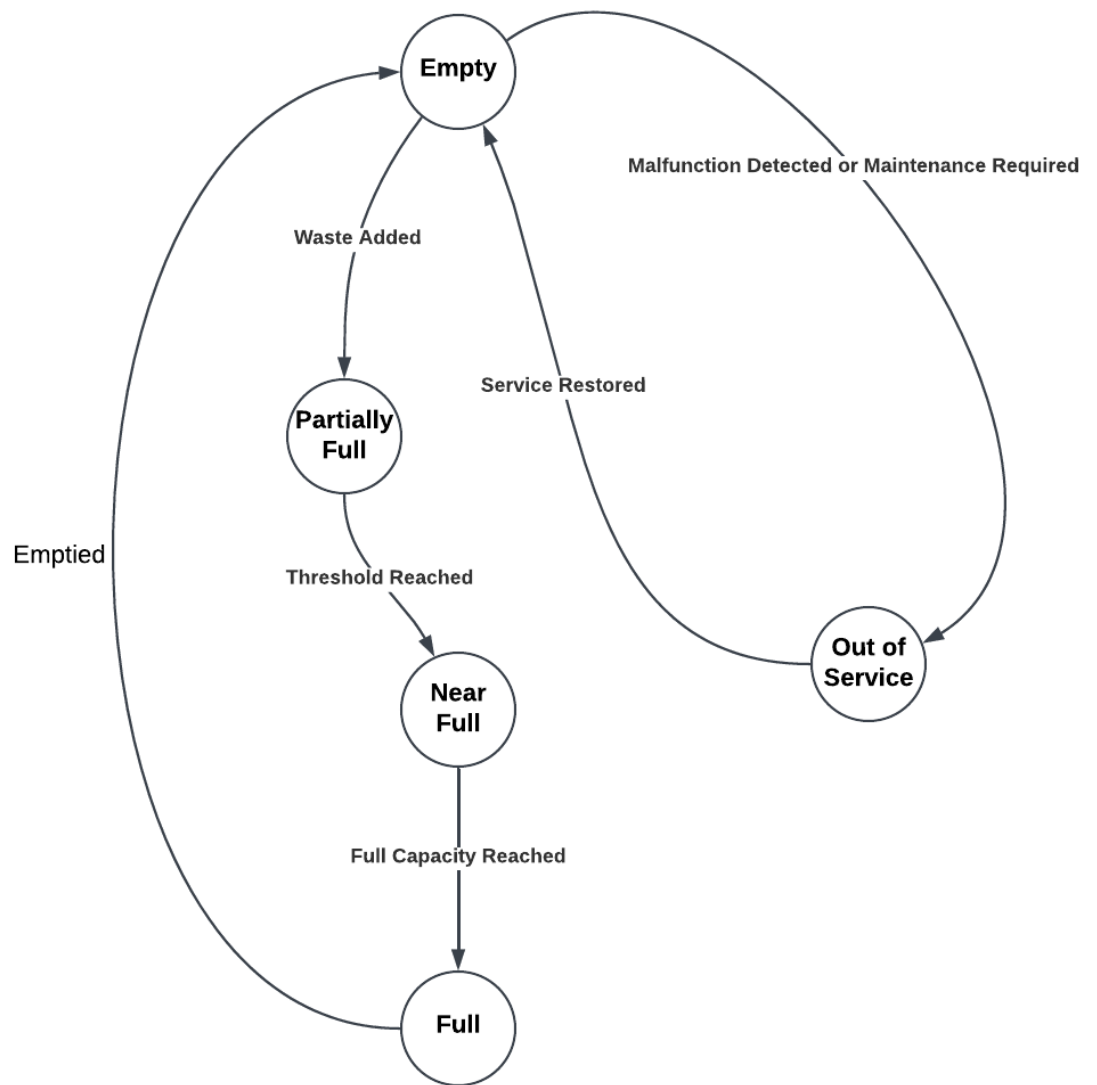 Empty
Malfunction Detected or Maintenance Required
Waste Added
Service Restored
Partially
Full
Emptied
Threshold Reached
Out of
Service
Near
Full
Full Capacity Reached
Full